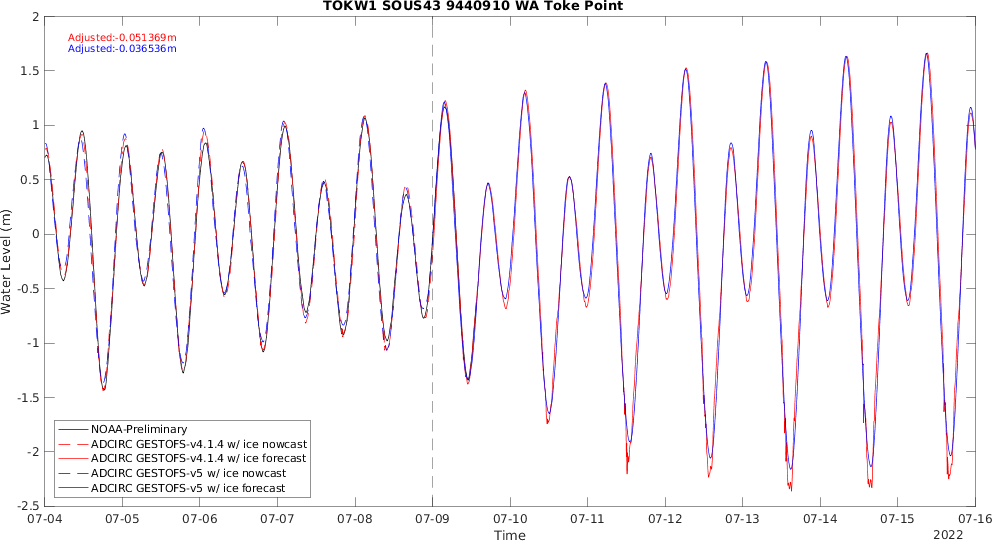 TOKW1 SOUS43 9440910 WA Toke Point
Adjusted:-0.051369m
Adjusted:-0.036536m
2
1.5
1
0.5
0
-0.5
-1
-1.5
-2
-2.5
Water Level (m)
NOAA-Preliminary
ADCIRC GESTOFS-v4.1.4 w/ ice nowcast
ADCIRC GESTOFS-v4.1.4 w/ ice forecast
ADCIRC GESTOFS-v5 w/ ice nowcast
ADCIRC GESTOFS-v5 w/ ice forecast
07-04 07-05 07-06 07-07 07-08 07-09 07-10 07-11 07-12 07-13 07-14 07-15 07-16
Time
2022